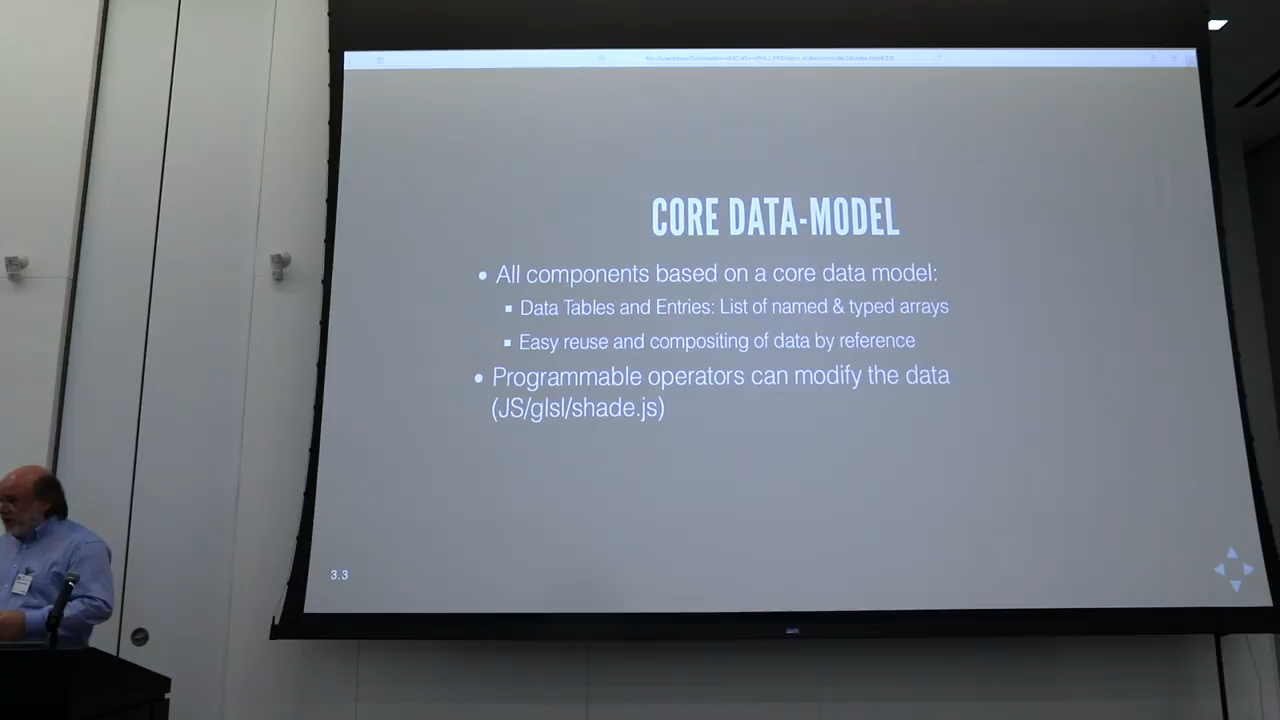 CORE DATA-MODEL
• All components based on a core data model:
▪ Data Tables and Entries: List of named & typed arrays
▪ Easy reuse and compositing of data by reference
• Programmable operators can modify the data
(JS/glsl/shade.js)
3.3